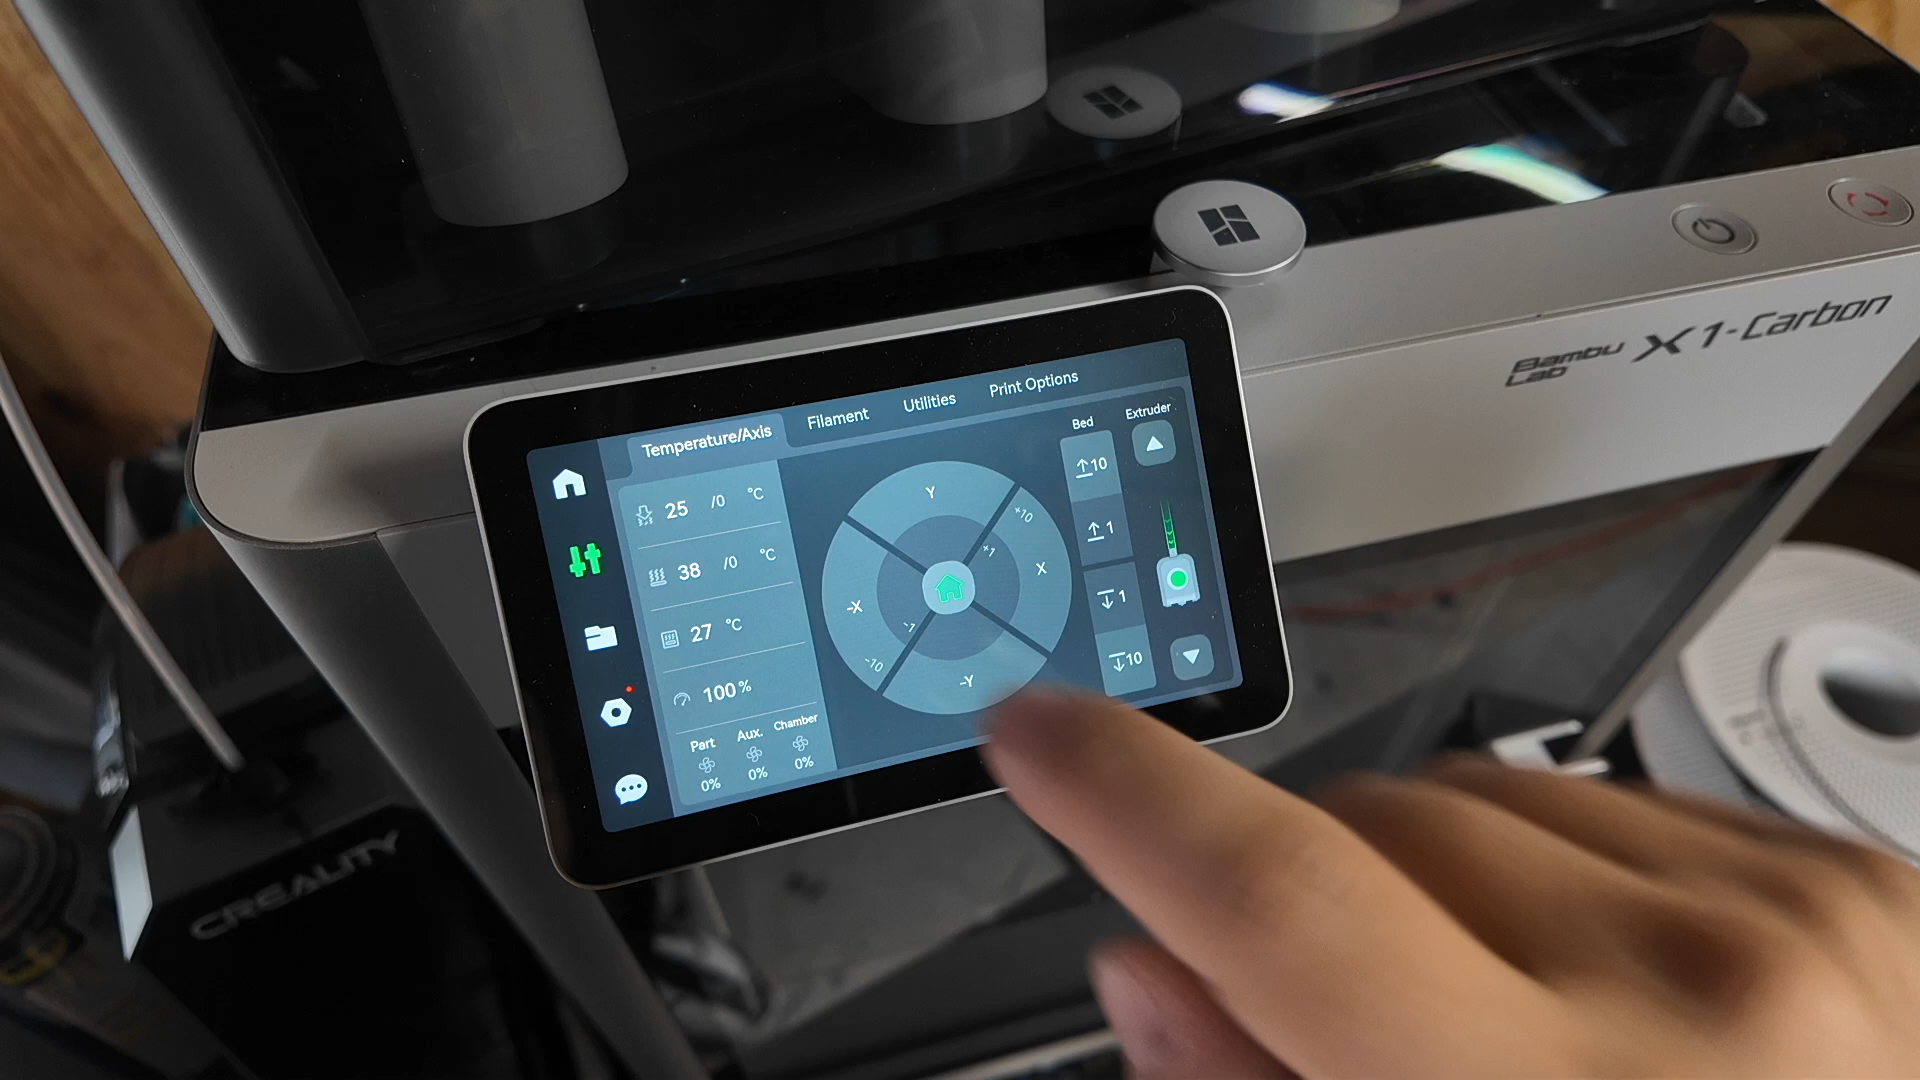 Bambu
Lab
X1-Carbon
Temperature/Axis
Filament
Utilities
Print Options
25 /0 °C
38 /0 °C
27 °C
100%
Part
Aux.
Chamber
0%
0%
0%
Y
+10
+1
X
-X
-1
-10
-Y
Bed
10
1
1
10
Extruder
CREALITY